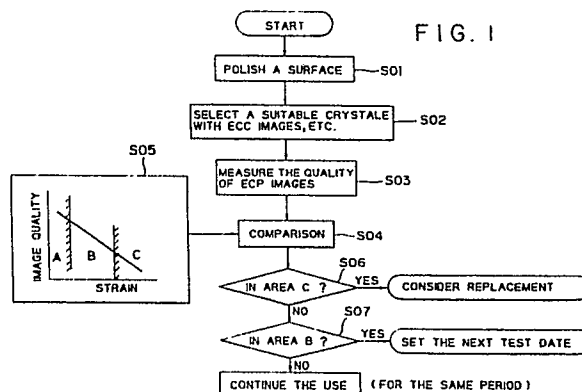 FIG. 1
START
POLISH A SURFACE
S01
SELECT A SUITABLE CRYSTALE
WITH ECC IMAGES, ETC.
S02
MEASURE THE QUALITY
OF ECP IMAGES
S03
S05
IMAGE QUALITY
A
B
C
STRAIN
COMPARISON
S04
S06
IN AREA C ?
YES
CONSIDER REPLACEMENT
NO
S07
IN AREA B ?
YES
SET THE NEXT TEST DATE
NO
CONTINUE THE USE
(FOR THE SAME PERIOD)